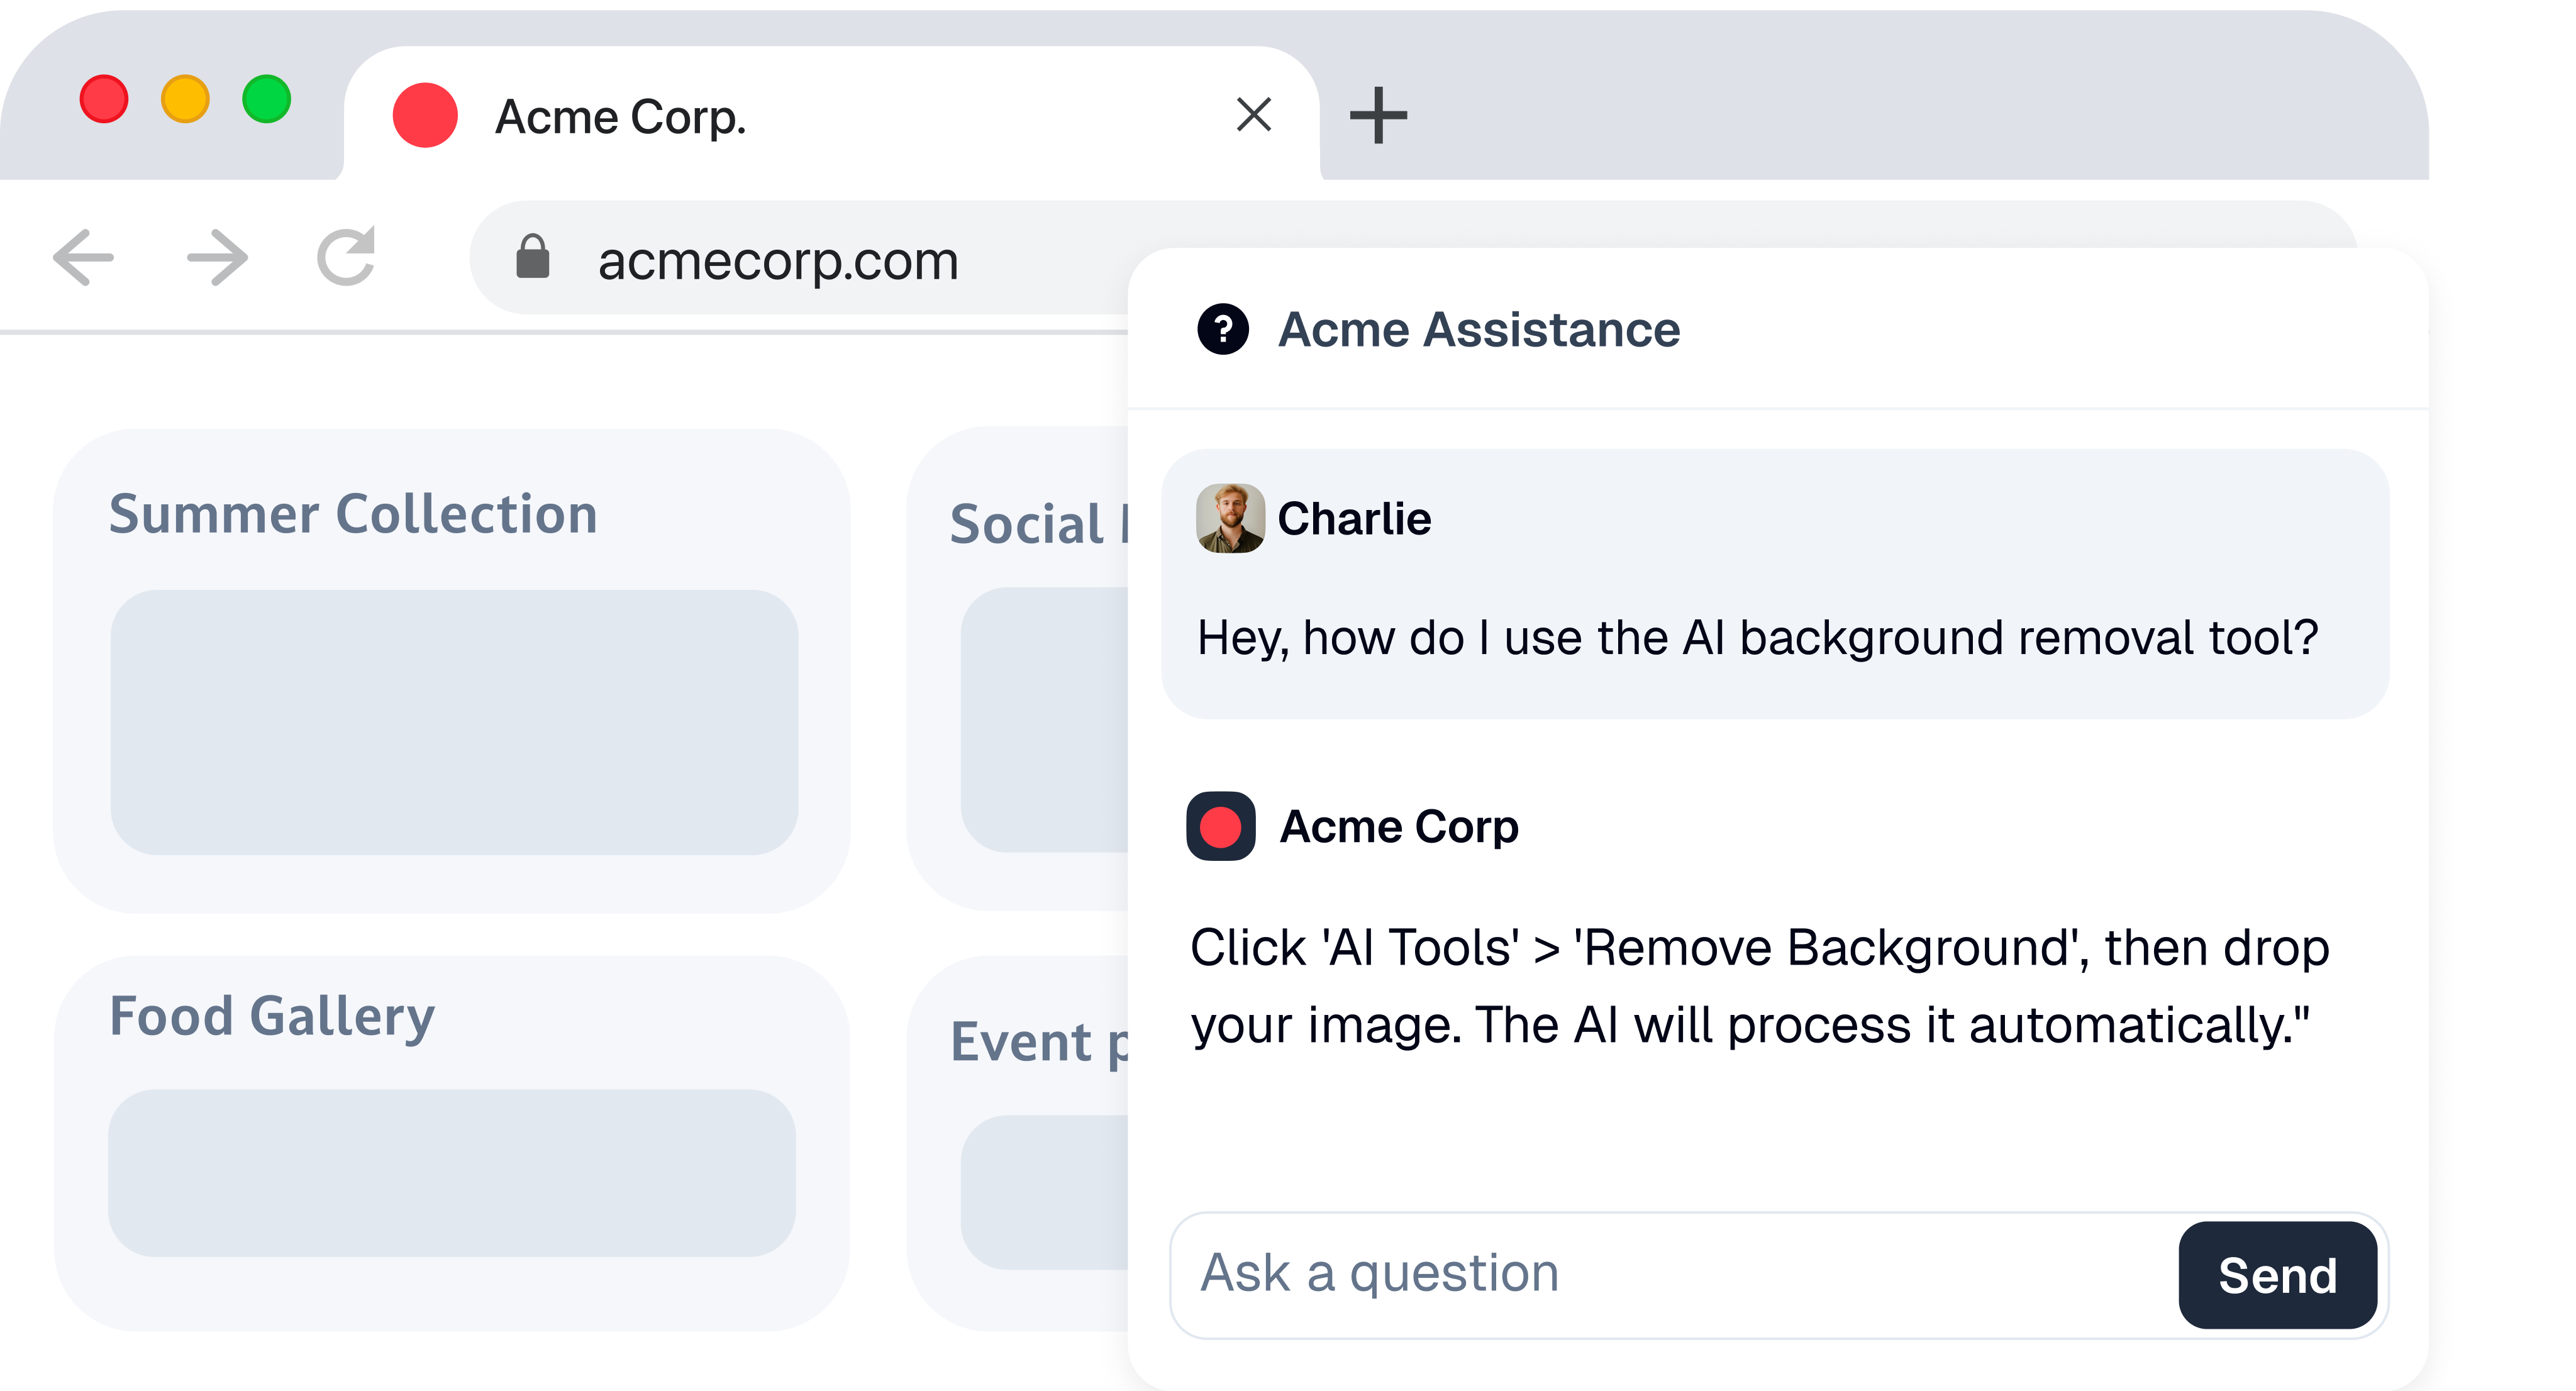 Acme Corp.
acmecorp.com
Summer Collection
Social
Food Gallery
Event
? Acme Assistance
Charlie
Hey, how do I use the AI background removal tool?
Acme Corp
Click 'AI Tools' > 'Remove Background', then drop
your image. The AI will process it automatically."
Ask a question
Send